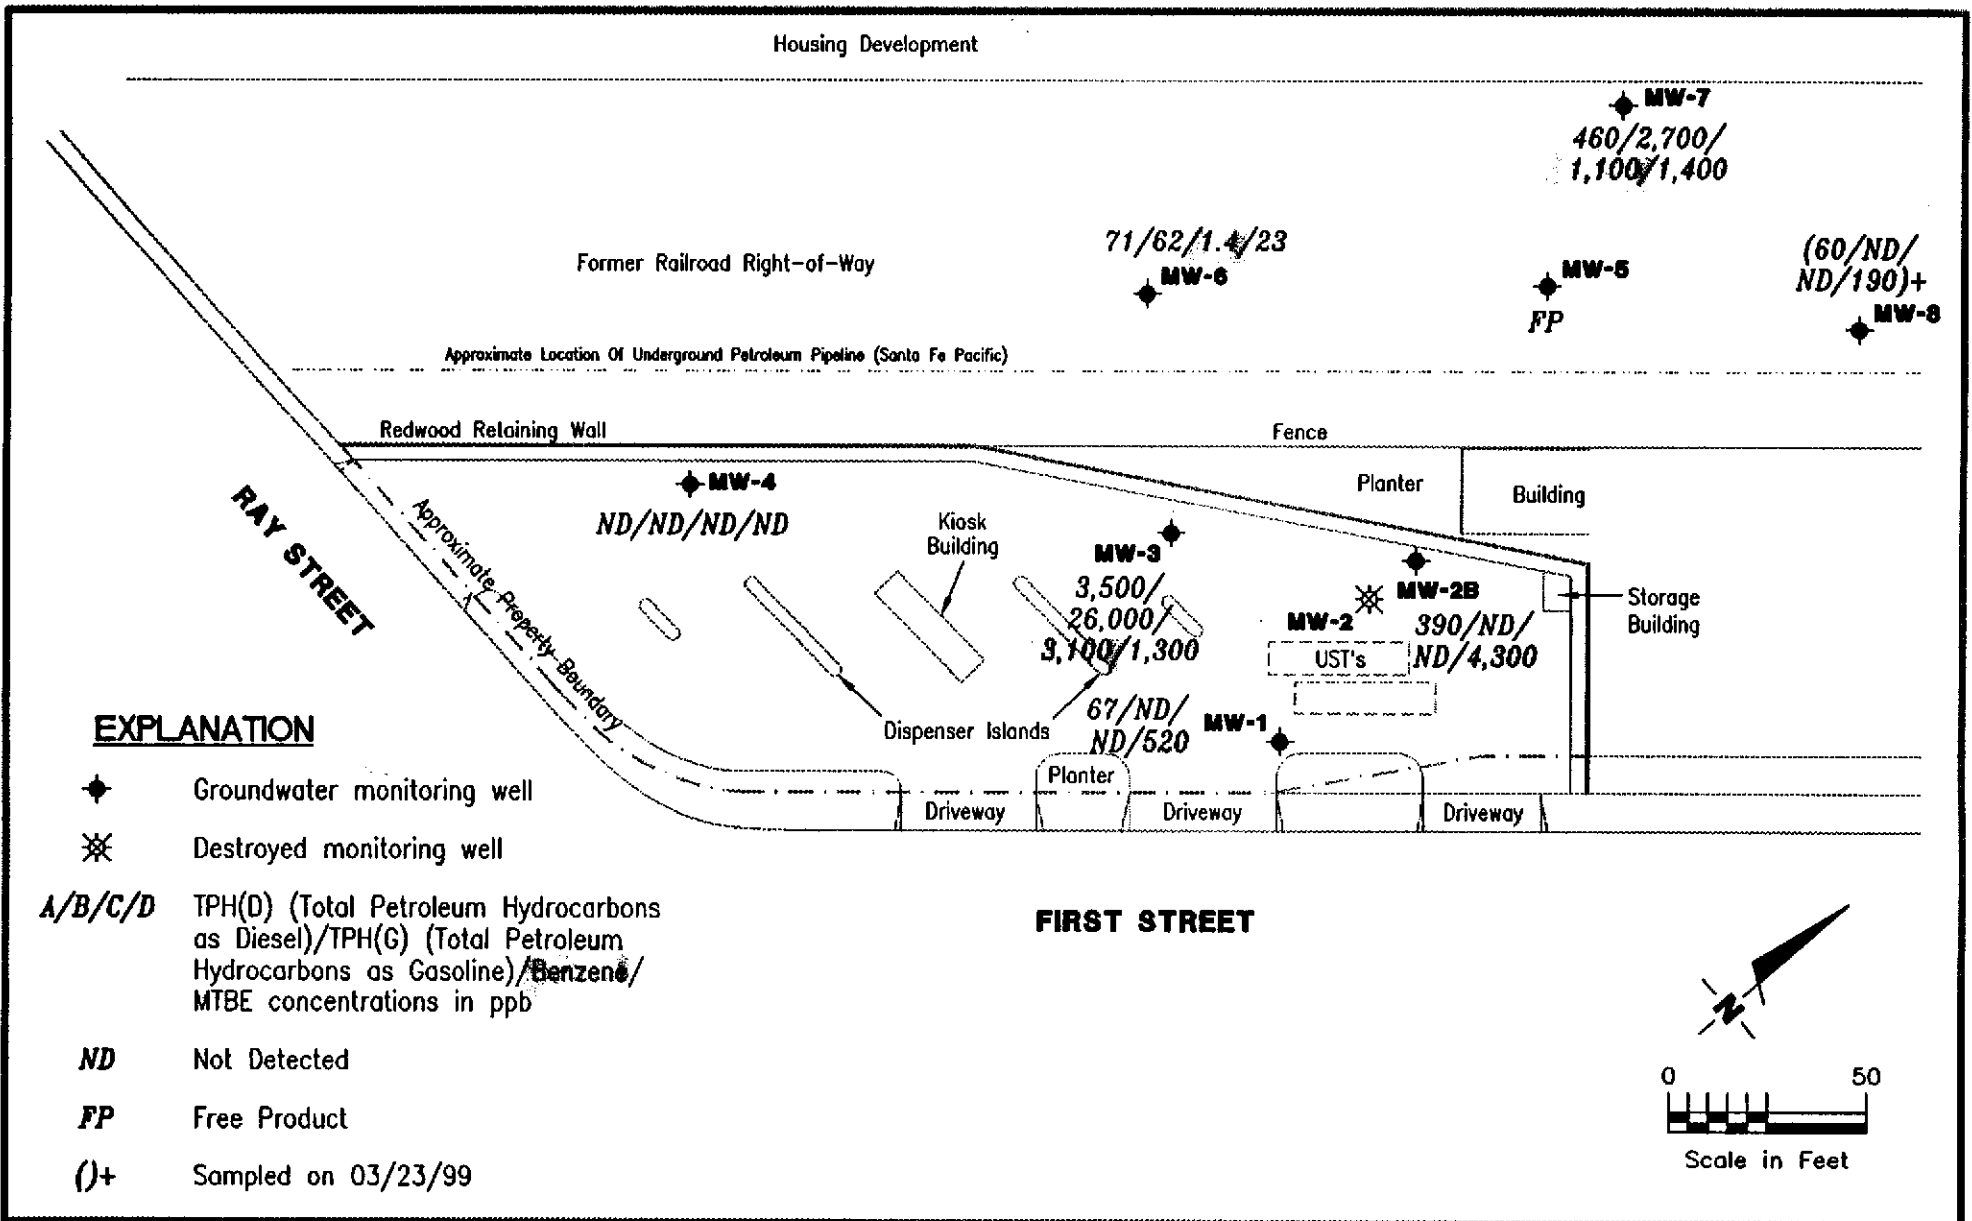 Housing Development
MW-7
460/2,700/
1,100/1,400
71/62/1.4/23
MW-6
Former Railroad Right-of-Way
MW-5
FP
(60/ND/
ND/190)+
MW-8
Approximate Location Of Underground Petroleum Pipeline (Santa Fe Pacific)
Redwood Retaining Wall
Fence
Planter
Building
MW-4
ND/ND/ND/ND
Kiosk
Building
MW-3
3,500/
26,000/
3,100/1,300
MW-2B
390/ND/
ND/4,300
MW-2
UST's
Storage
Building
RAY STREET
Approximate Property Boundary
Dispenser Islands
67/ND/
ND/520
MW-1
Planter
Driveway
Driveway
Driveway
FIRST STREET
EXPLANATION
Groundwater monitoring well
Destroyed monitoring well
A/B/C/D TPH(D) (Total Petroleum Hydrocarbons
as Diesel)/TPH(G) (Total Petroleum
Hydrocarbons as Gasoline)/Benzene/
MTBE concentrations in ppb
ND Not Detected
FP Free Product
()+ Sampled on 03/23/99
N
0 50
Scale in Feet